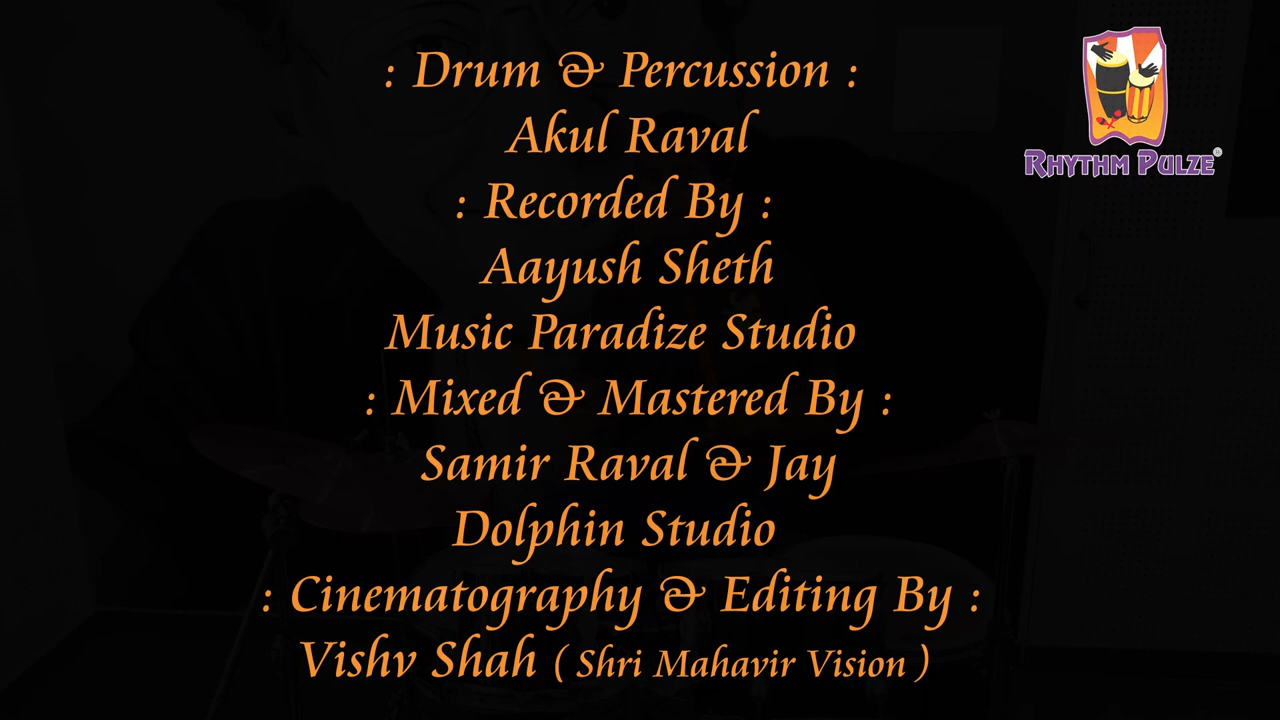 : Drum & Percussion :
Akul Raval
: Recorded By :
Aayush Sheth
Music Paradize Studio
: Mixed & Mastered By :
Samir Raval & Jay
Dolphin Studio
: Cinematography & Editing By :
Vishv Shah ( Shri Mahavir Vision )
RHYTHM PULZE®